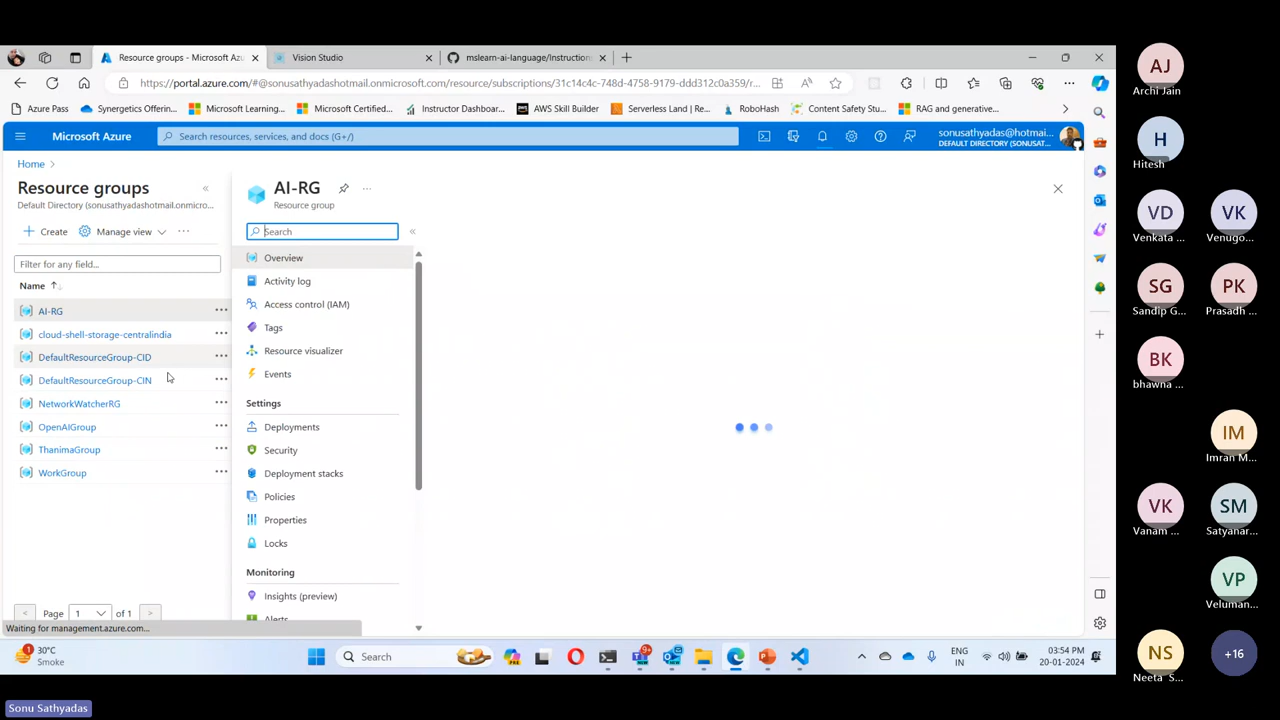 Resource groups - Microsoft Azu
Vision Studio
mslearn-ai-language/Instruction
https://portal.azure.com/#@sonusathyadashotmail.onmicrosoft.com/resource/subscriptions/31c14c4c-748d-4758-9179-ddd312c0a359/r...
Azure Pass
Synergetics Offerin...
Microsoft Learning...
Microsoft Certified...
Instructor Dashboar...
AWS Skill Builder
Serverless Land | Re...
RoboHash
Content Safety Stu...
RAG and generative...
Microsoft Azure
Search resources, services, and docs (G+/)
sonusathyadas@hotmai...
DEFAULT DIRECTORY (SONUSAT...
Home
Resource groups
Default Directory (sonusathyadashotmail.onmicro...
Create
Manage view
Filter for any field...
Name
AI-RG
cloud-shell-storage-centralindia
DefaultResourceGroup-CID
DefaultResourceGroup-CIN
NetworkWatcherRG
OpenAIGroup
ThanimaGroup
WorkGroup
Page 1 of 1
Waiting for management.azure.com...
AI-RG
Resource group
Search
Overview
Activity log
Access control (IAM)
Tags
Resource visualizer
Events
Settings
Deployments
Security
Deployment stacks
Policies
Properties
Locks
Monitoring
Insights (preview)
Alerts
1
30°C
Smoke
Search
9+
ENG
IN
03:54 PM
20-01-2024
Sonu Sathyadas
AJ
Archi Jain
H
Hitesh
VD
Venkata ...
VK
Venugo...
SG
Sandip G...
PK
Prasadh ...
BK
bhawna ...
IM
Imran M...
VK
Vanam ...
SM
Satyanar...
VP
Veluman...
NS
Neeta S...
+16